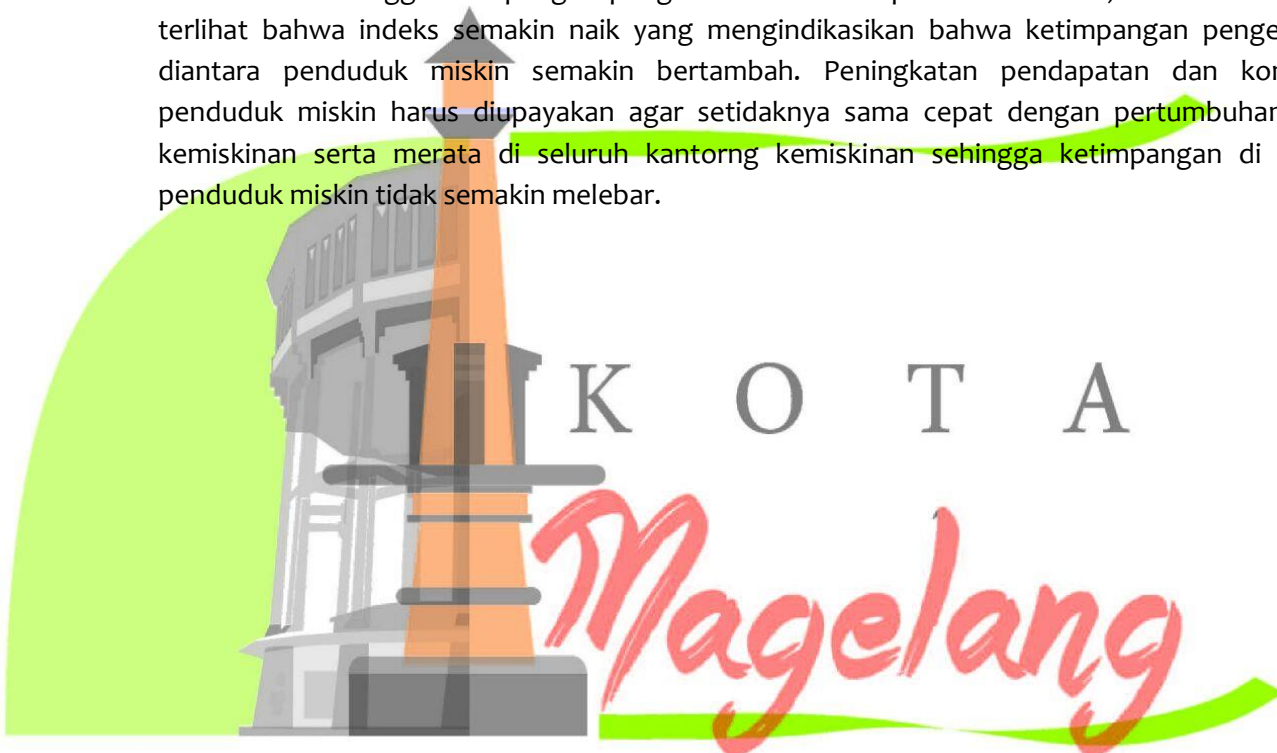 terlihat bahwa indeks semakin naik yang mengindikasikan bahwa ketimpangan
diantara penduduk miskin semakin bertambah. Peningkatan pendapatan dan
penduduk miskin harus diupayakan agar setidaknya sama cepat dengan pertumbuhan
kemiskinan serta merata di seluruh kantorng kemiskinan sehingga ketimpangan di
penduduk miskin tidak semakin melebar.
KOTA
Magelang